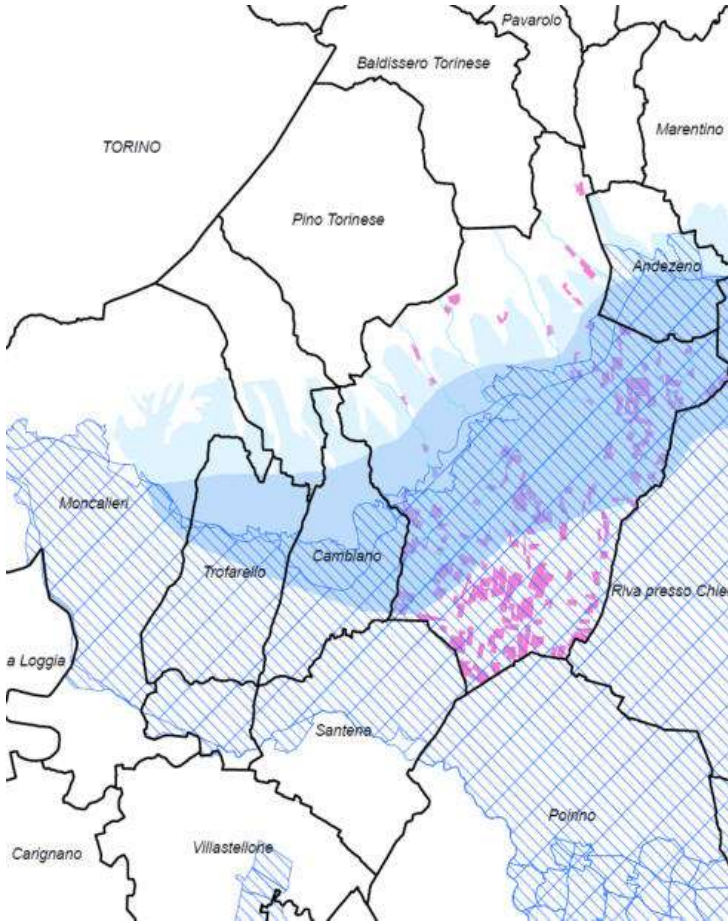 Pavarolo
Baldissero Torinese
Marentino
TORINO
Pino Torinese
Andezeno
Moncalieri
Cambiano
Trofarello
Riva presso Chie
a Loggia
Santena
Poirino
Villastellone
Carignano